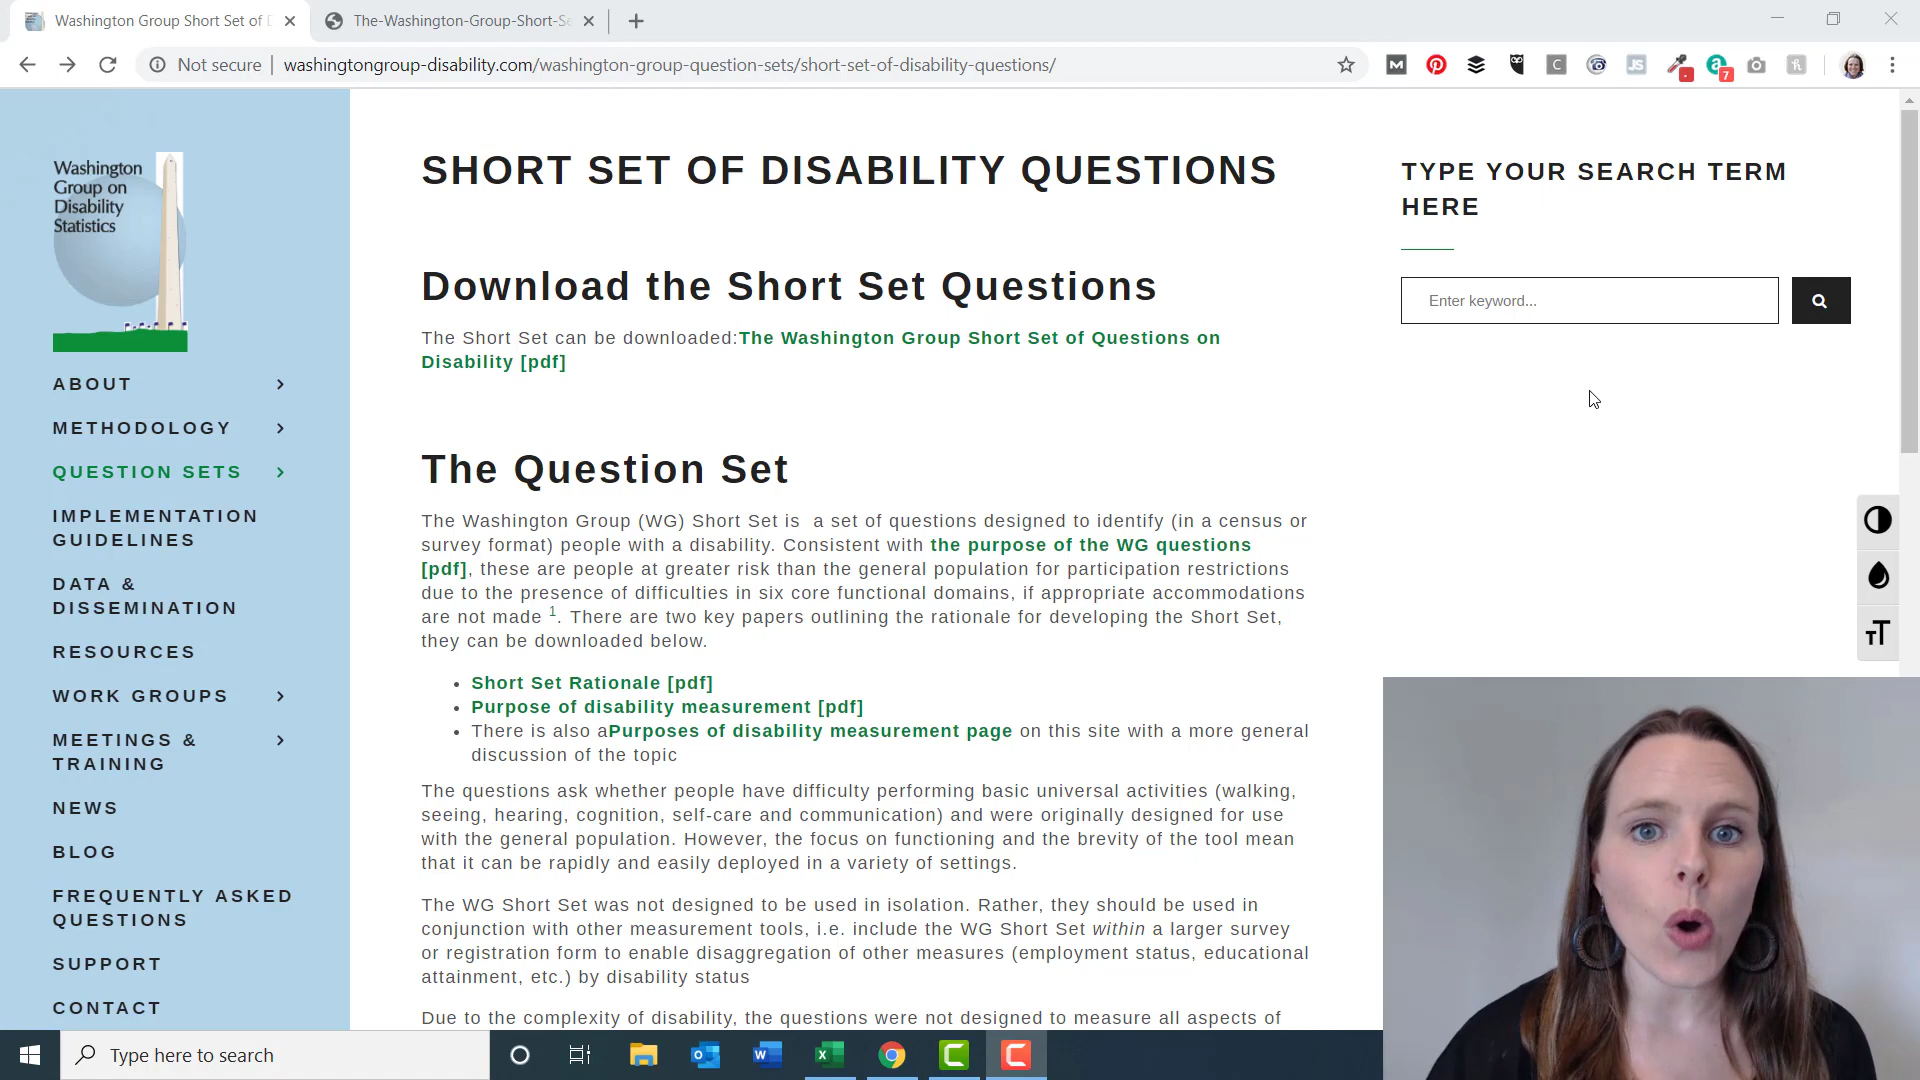 Washington Group Short Set of D
The-Washington-Group-Short-Se
Not secure
washingtongroup-disability.com/washington-group-question-sets/short-set-of-disability-questions/
M
C
JS
a
7
h
Washington
Group on
Disability
Statistics
ABOUT
METHODOLOGY
QUESTION SETS
IMPLEMENTATION
GUIDELINES
DATA &
DISSEMINATION
RESOURCES
WORK GROUPS
MEETINGS &
TRAINING
NEWS
BLOG
FREQUENTLY ASKED
QUESTIONS
SUPPORT
CONTACT
SHORT SET OF DISABILITY QUESTIONS
Download the Short Set Questions
The Short Set can be downloaded:The Washington Group Short Set of Questions on
Disability [pdf]
The Question Set
The Washington Group (WG) Short Set is  a set of questions designed to identify (in a census or
survey format) people with a disability. Consistent with the purpose of the WG questions
[pdf], these are people at greater risk than the general population for participation restrictions
due to the presence of difficulties in six core functional domains, if appropriate accommodations
are not made 1. There are two key papers outlining the rationale for developing the Short Set,
they can be downloaded below.
• Short Set Rationale [pdf]
• Purpose of disability measurement [pdf]
• There is also aPurposes of disability measurement page on this site with a more general
discussion of the topic
The questions ask whether people have difficulty performing basic universal activities (walking,
seeing, hearing, cognition, self-care and communication) and were originally designed for use
with the general population. However, the focus on functioning and the brevity of the tool mean
that it can be rapidly and easily deployed in a variety of settings.
The WG Short Set was not designed to be used in isolation. Rather, they should be used in
conjunction with other measurement tools, i.e. include the WG Short Set within a larger survey
or registration form to enable disaggregation of other measures (employment status, educational
attainment, etc.) by disability status
Due to the complexity of disability, the questions were not designed to measure all aspects of
TYPE YOUR SEARCH TERM
HERE
Enter keyword...
TT
Type here to search